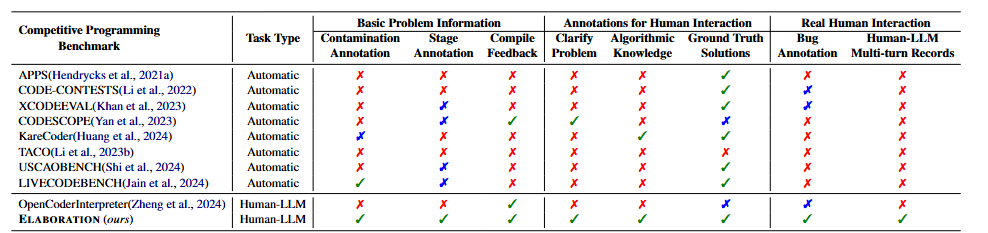 Competitive Programming Benchmark Task Type Basic Problem Information Annotations for Human Interaction Real Human Interaction
Contamination Annotation Stage Annotation Compile Feedback Clarify Problem Algorithmic Knowledge Ground Truth Solutions Bug Annotation Human-LLM Multi-turn Records
APPS(Hendrycks et al., 2021a) Automatic ✗ ✗ ✗ ✗ ✗ ✓ ✗ ✗
CODE-CONTESTS(Li et al., 2022) Automatic ✗ ✗ ✗ ✗ ✗ ✓ ✘ ✗
XCODEEVAL(Khan et al., 2023) Automatic ✗ ✘ ✗ ✗ ✗ ✓ ✘ ✗
CODESCOPE(Yan et al., 2023) Automatic ✗ ✘ ✓ ✓ ✗ ✘ ✗ ✗
KareCoder(Huang et al., 2024) Automatic ✘ ✗ ✗ ✗ ✓ ✓ ✗ ✗
TACO(Li et al., 2023b) Automatic ✗ ✗ ✗ ✗ ✗ ✗ ✗ ✗
USCAOBENCH(Shi et al., 2024) Automatic ✗ ✘ ✗ ✗ ✗ ✓ ✗ ✗
LIVECODEBENCH(Jain et al., 2024) Automatic ✓ ✘ ✗ ✗ ✗ ✓ ✗ ✗
OpenCoderInterpreter(Zheng et al., 2024) Human-LLM ✗ ✗ ✓ ✗ ✗ ✘ ✘ ✗
ELABORATION (ours) Human-LLM ✓ ✓ ✓ ✓ ✓ ✓ ✓ ✓